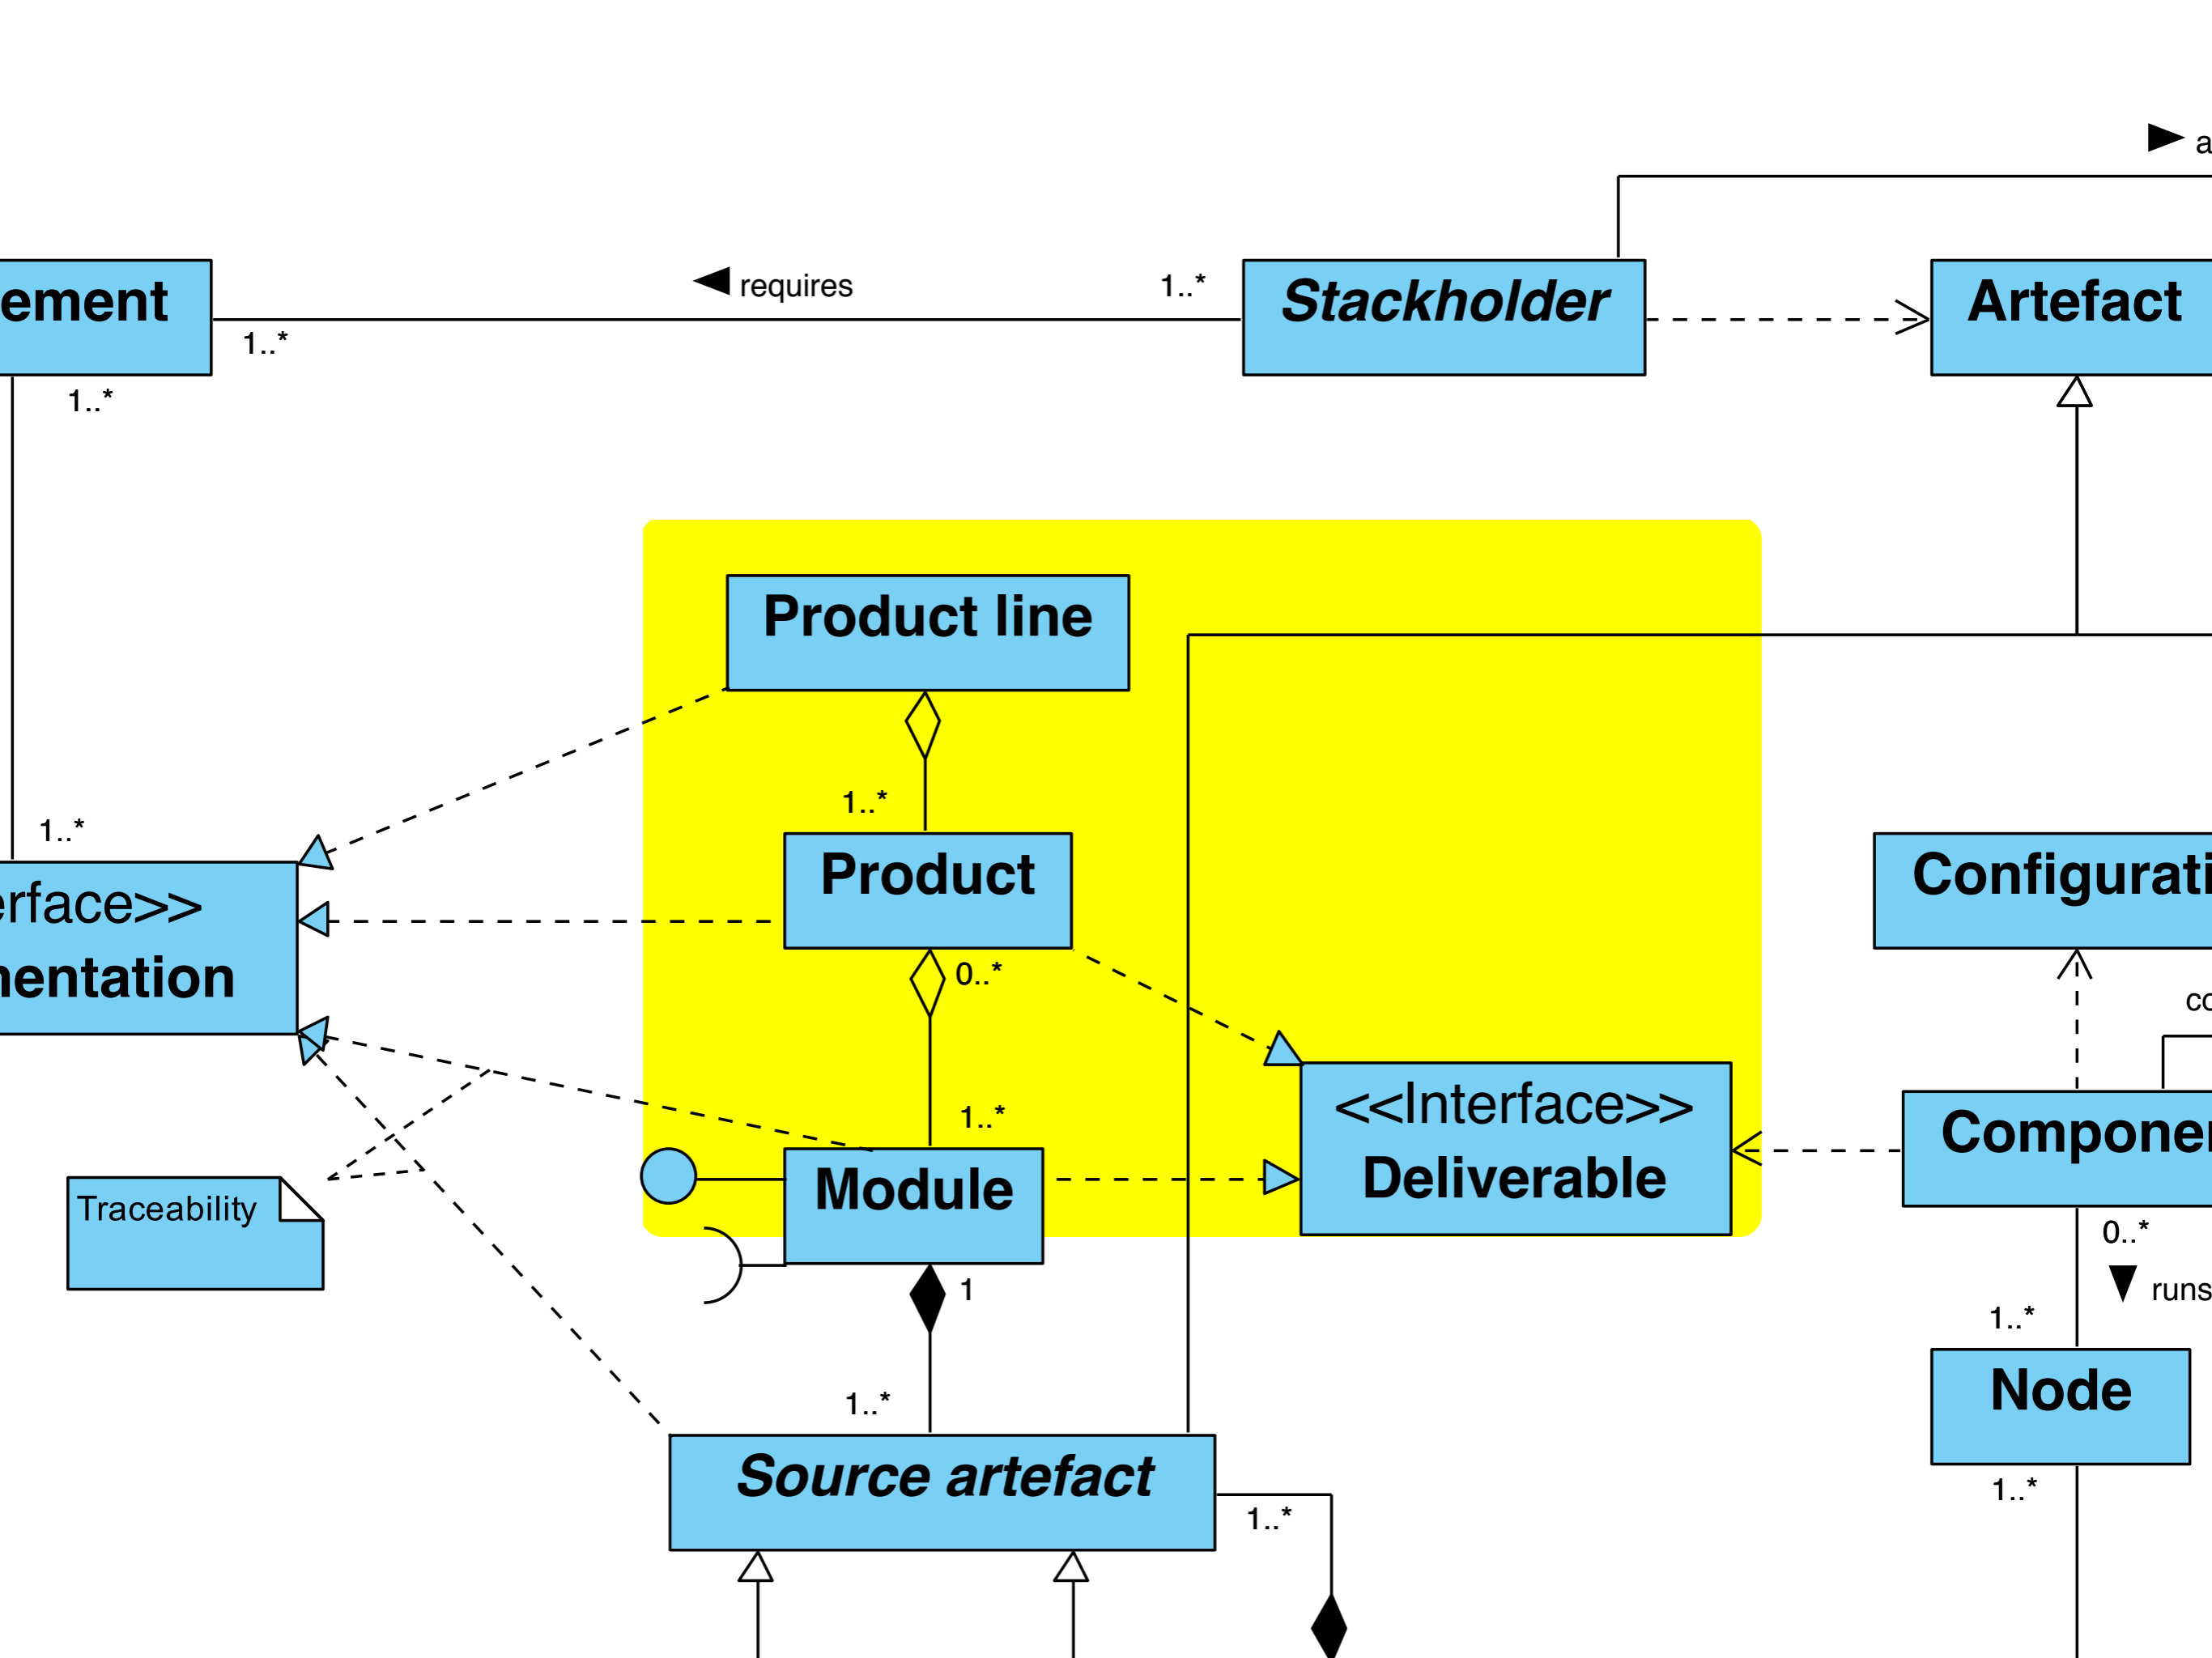 a
requires
1..*
ement
Stackholder
Artefact
1..*
1..*
Product line
1..*
1..*
Product
Configurati
erface>>
mentation
0..*
co
<<Interface>>
Deliverable
1..*
Componen
Module
Traceability
0..*
1
runs
1..*
1..*
Node
Source artefact
1..*
1..*